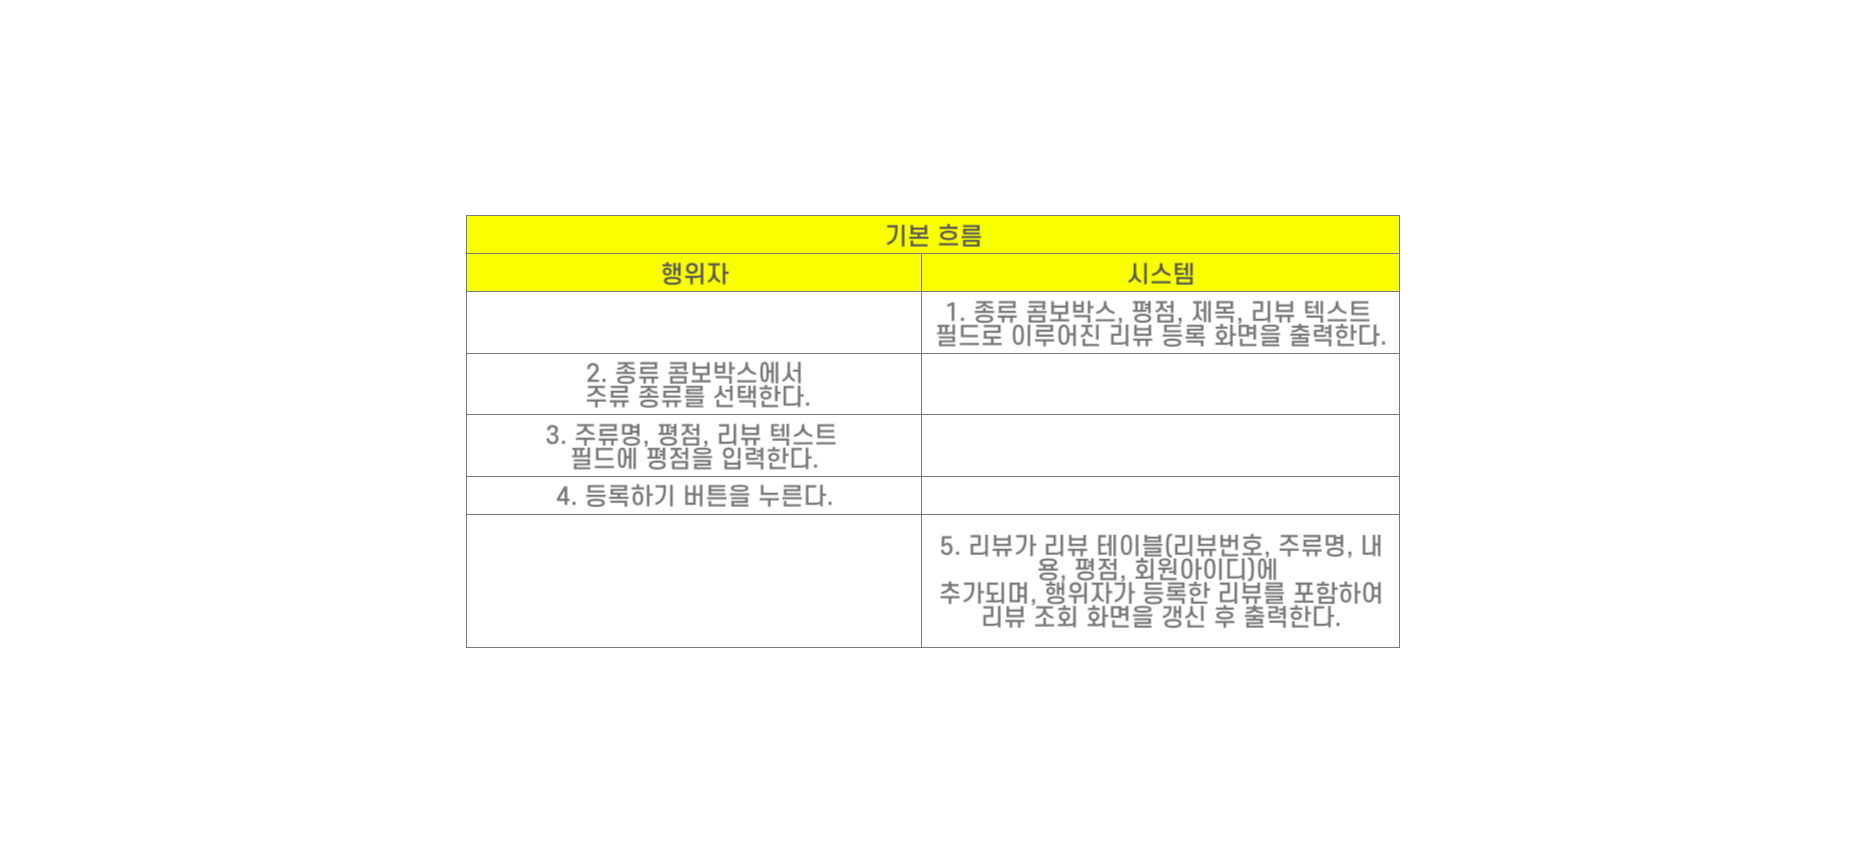 기본 흐름
행위자
시스템
1. 종류 콤보박스, 평점, 제목, 리뷰 텍스트
필드로 이루어진 리뷰 등록 화면을 출력한다.
2. 종류 콤보박스에서
주류 종류를 선택한다.
3. 주류명, 평점, 리뷰 텍스트
필드에 평점을 입력한다.
4. 등록하기 버튼을 누른다.
5. 리뷰가 리뷰 테이블(리뷰번호, 주류명, 내
용, 평점, 회원아이디)에
추가되며, 행위자가 등록한 리뷰를 포함하여
리뷰 조회 화면을 갱신 후 출력한다.